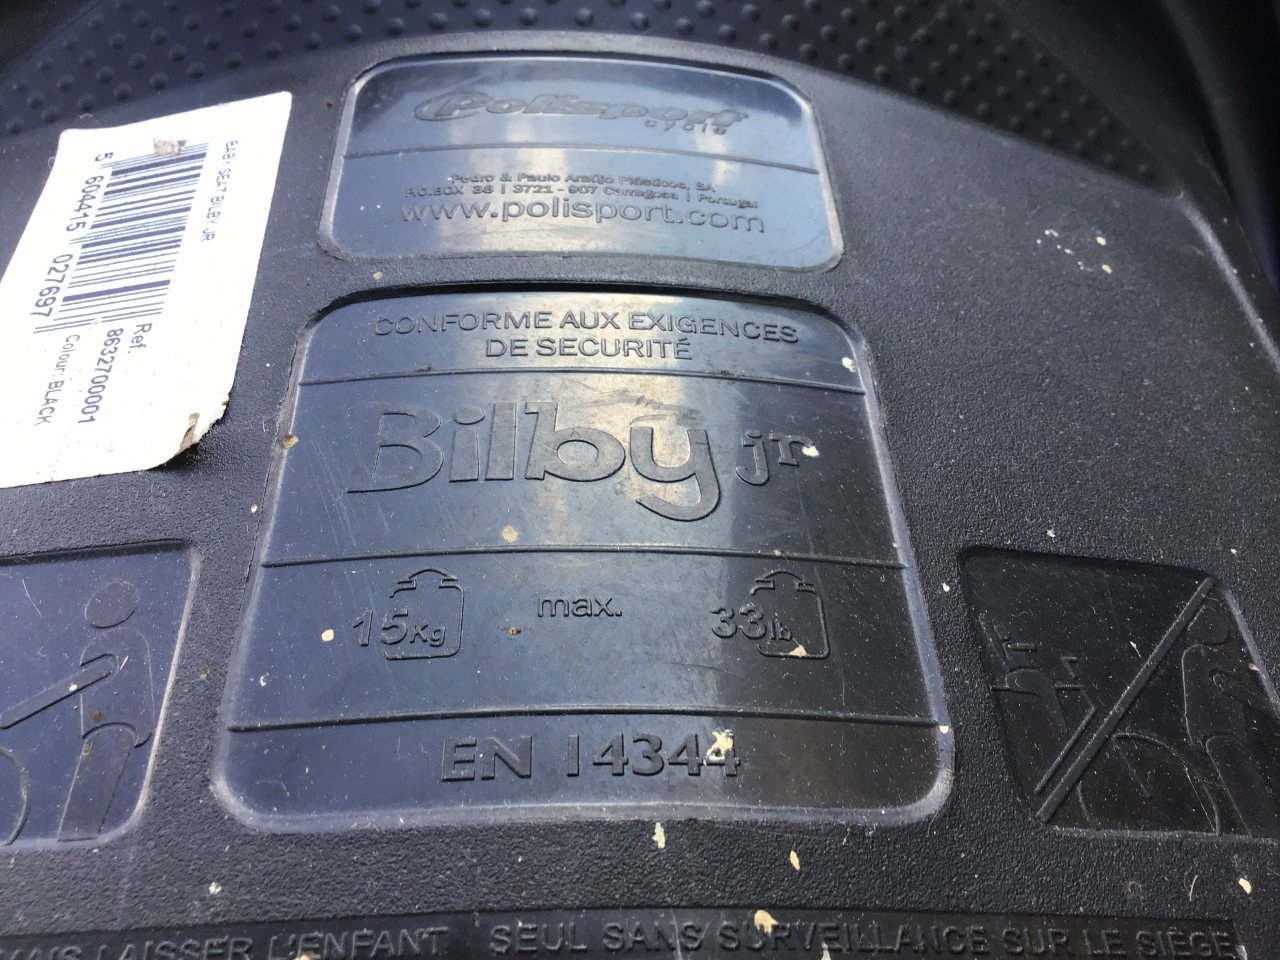 Polisport
cycle
Pedro & Paulo Araújo Plásticos, SA
P.O.BOX 38 | 3721 - 907 Carregosa | Portugal
www.polisport.com
BABY SEAT BILBY JR
5 604415 027697
Ref. 8632700001
Colour: BLACK
CONFORME AUX EXIGENCES
DE SECURITÉ
Bilby jr
15Kg max. 33lb
EN 14344
LAISSER L'ENFANT SEUL SANS SURVEILLANCE SUR LE SIÈGE